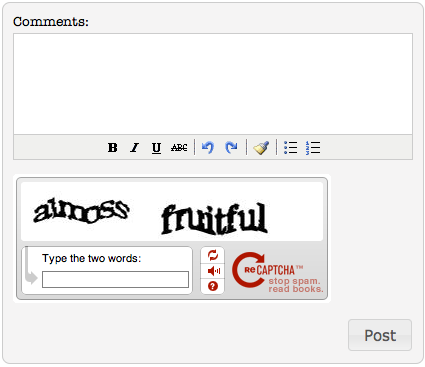 Comments:
B I U ABC
almoss fruitful
Type the two words:
reCAPTCHA™
stop spam.
read books.
Post